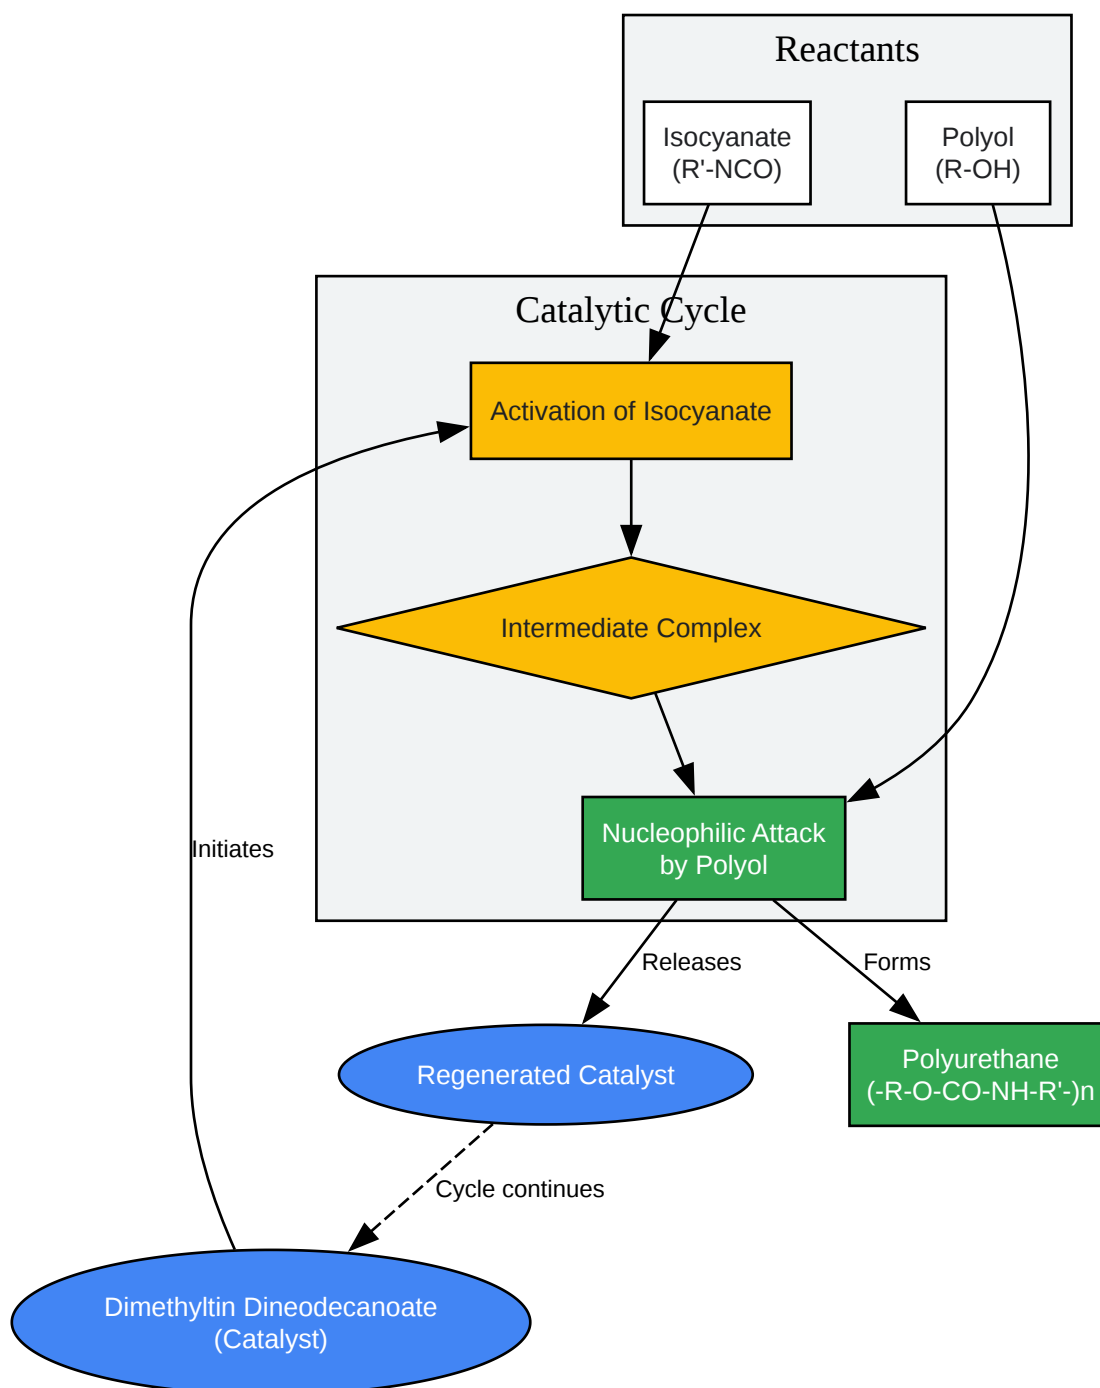 Reactants
Isocyanate
(R'-NCO)
Polyol
(R-OH)
Catalytic Cycle
Activation of Isocyanate
Intermediate Complex
Nucleophilic Attack
by Polyol
Initiates
Releases
Forms
Regenerated Catalyst
Polyurethane
(-R-O-CO-NH-R'-)n
Cycle continues
Dimethyltin Dineodecanoate
(Catalyst)